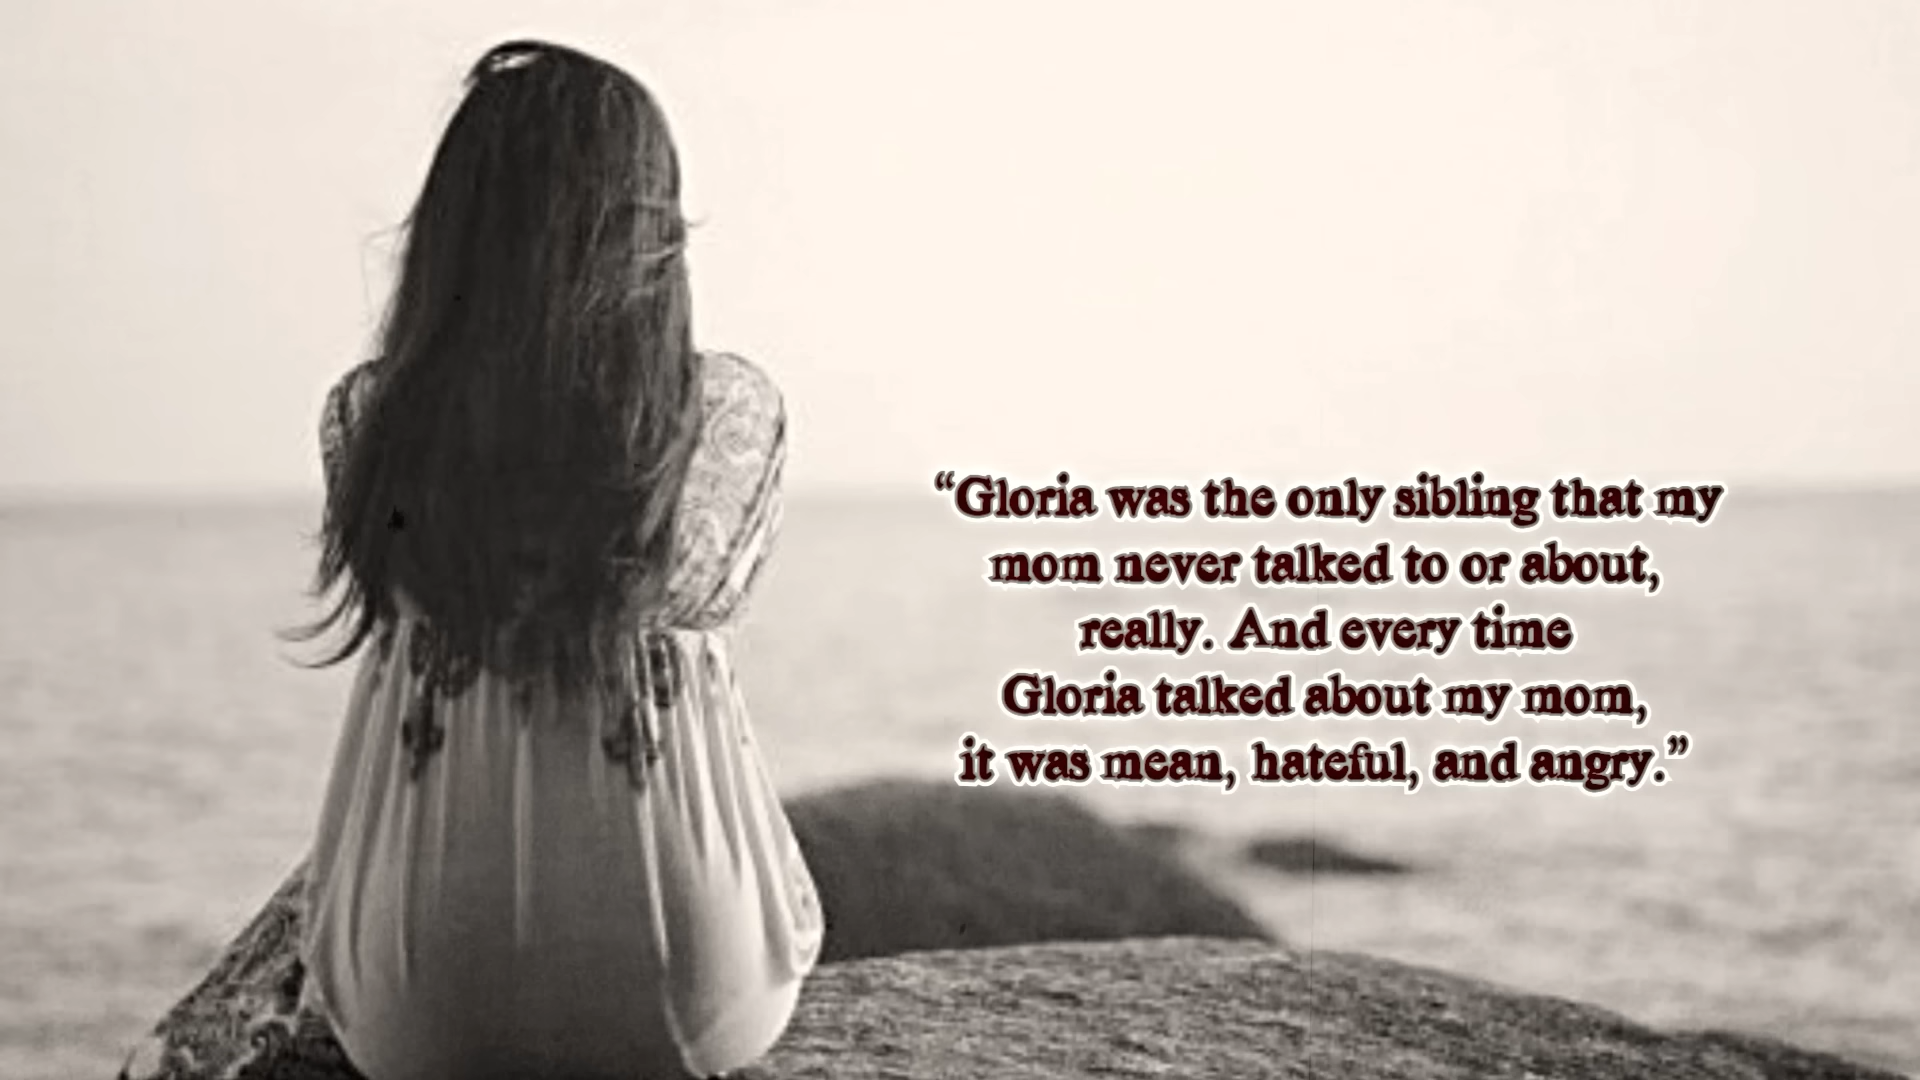 “Gloria was the only sibling that my
mom never talked to or about,
really. And every time
Gloria talked about my mom,
it was mean, hateful, and angry.”